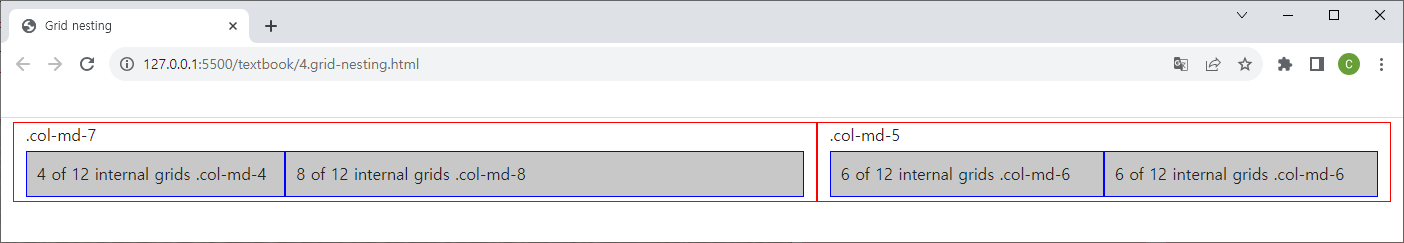 Grid nesting
127.0.0.1:5500/textbook/4.grid-nesting.html
C
.col-md-7
.col-md-5
4 of 12 internal grids .col-md-4
8 of 12 internal grids .col-md-8
6 of 12 internal grids .col-md-6
6 of 12 internal grids .col-md-6